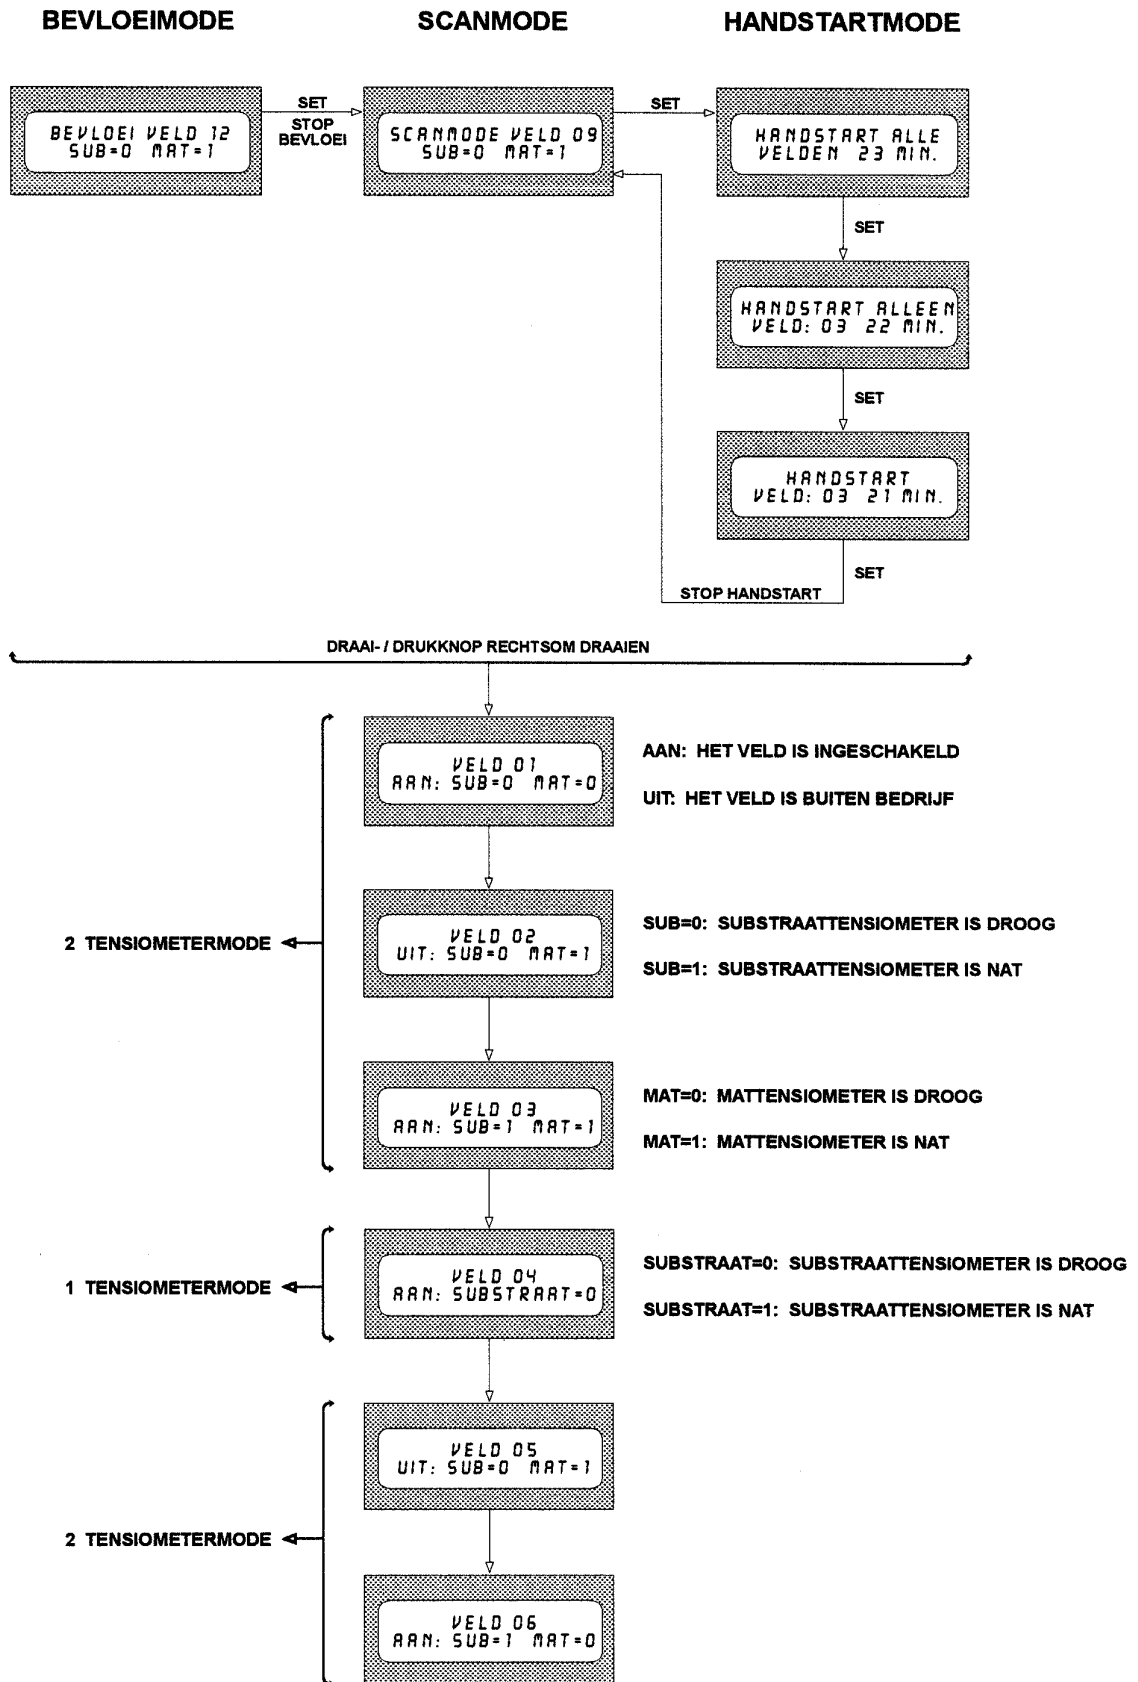 BEVLOEIMODE
SCANMODE
HANDSTARTMODE
BEVLOEI VELD 12
SUB=0 MAT=1
SET
STOP
BEVLOEI
SCANMODE VELD 09
SUB=0 MAT=1
SET
HANDSTART ALLE
VELDEN 23 MIN.
SET
HANDSTART ALLEEN
VELD: 03 22 MIN.
SET
HANDSTART
VELD: 03 21 MIN.
SET
STOP HANDSTART
DRAAI- / DRUKKNOP RECHTSOM DRAAIEN
VELD 01
AAN: SUB=0 MAT=0
AAN: HET VELD IS INGESCHAKELD
UIT: HET VELD IS BUITEN BEDRIJF
2 TENSIOMETERMODE
VELD 02
UIT: SUB=0 MAT=1
SUB=0: SUBSTRAATTENSIOMETER IS DROOG
SUB=1: SUBSTRAATTENSIOMETER IS NAT
VELD 03
AAN: SUB=1 MAT=1
MAT=0: MATTENSIOMETER IS DROOG
MAT=1: MATTENSIOMETER IS NAT
1 TENSIOMETERMODE
VELD 04
AAN: SUBSTRAAT=0
SUBSTRAAT=0: SUBSTRAATTENSIOMETER IS DROOG
SUBSTRAAT=1: SUBSTRAATTENSIOMETER IS NAT
VELD 05
UIT: SUB=0 MAT=1
2 TENSIOMETERMODE
VELD 06
AAN: SUB=1 MAT=0